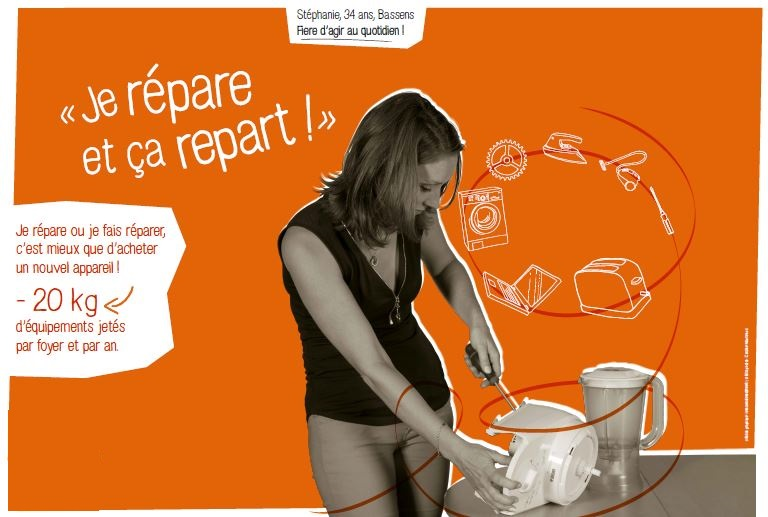 Stéphanie, 34 ans, Bassens
Fiere d'agir au quotidien !
« Je répare
et ça repart ! »
Je répare ou je fais réparer,
c'est mieux que d'acheter
un nouvel appareil !
- 20 kg
d'équipements jetés
par foyer et par an.